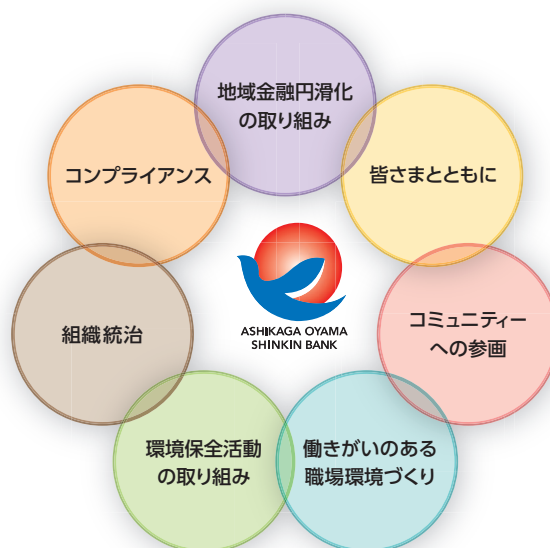 地域金融円滑化
の取り組み
コンプライアンス
皆さまとともに
ASHIKAGA OYAMA
SHINKIN BANK
組織統治
コミュニティー
への参画
環境保全活動
の取り組み
働きがいのある
職場環境づくり